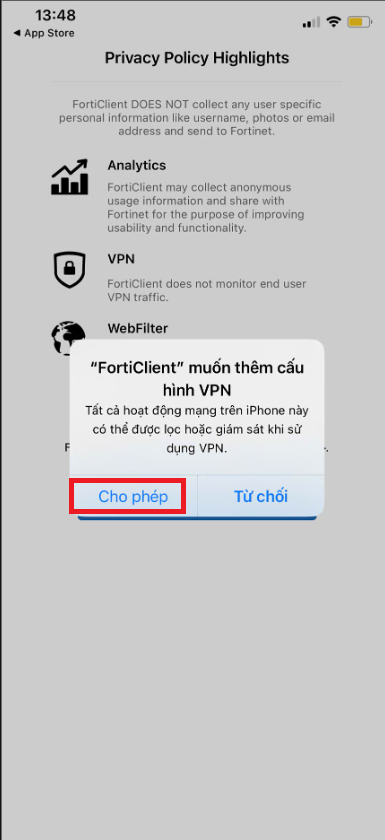 13:48
◀ App Store
Privacy Policy Highlights
FortiClient DOES NOT collect any user specific
personal information like username, photos or email
address and send to Fortinet.
Analytics
FortiClient may collect anonymous
usage information and share with
Fortinet for the purpose of improving
usability and functionality.
VPN
FortiClient does not monitor end user
VPN traffic.
WebFilter
“FortiClient” muốn thêm cấu
hình VPN
Tất cả hoạt động mạng trên iPhone này
có thể được lọc hoặc giám sát khi sử
dụng VPN.
Cho phép
Từ chối